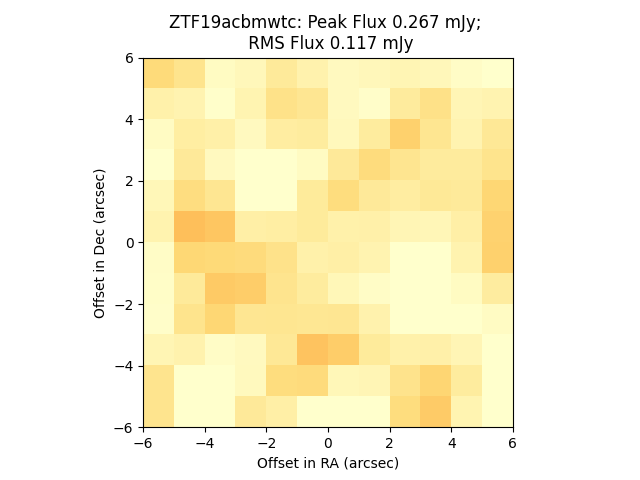 ZTF19acbmwtc: Peak Flux 0.267 mJy;
RMS Flux 0.117 mJy
6
4
2
0
−2
−4
−6
Offset in Dec (arcsec)
−6 −4 −2 0 2 4 6
Offset in RA (arcsec)